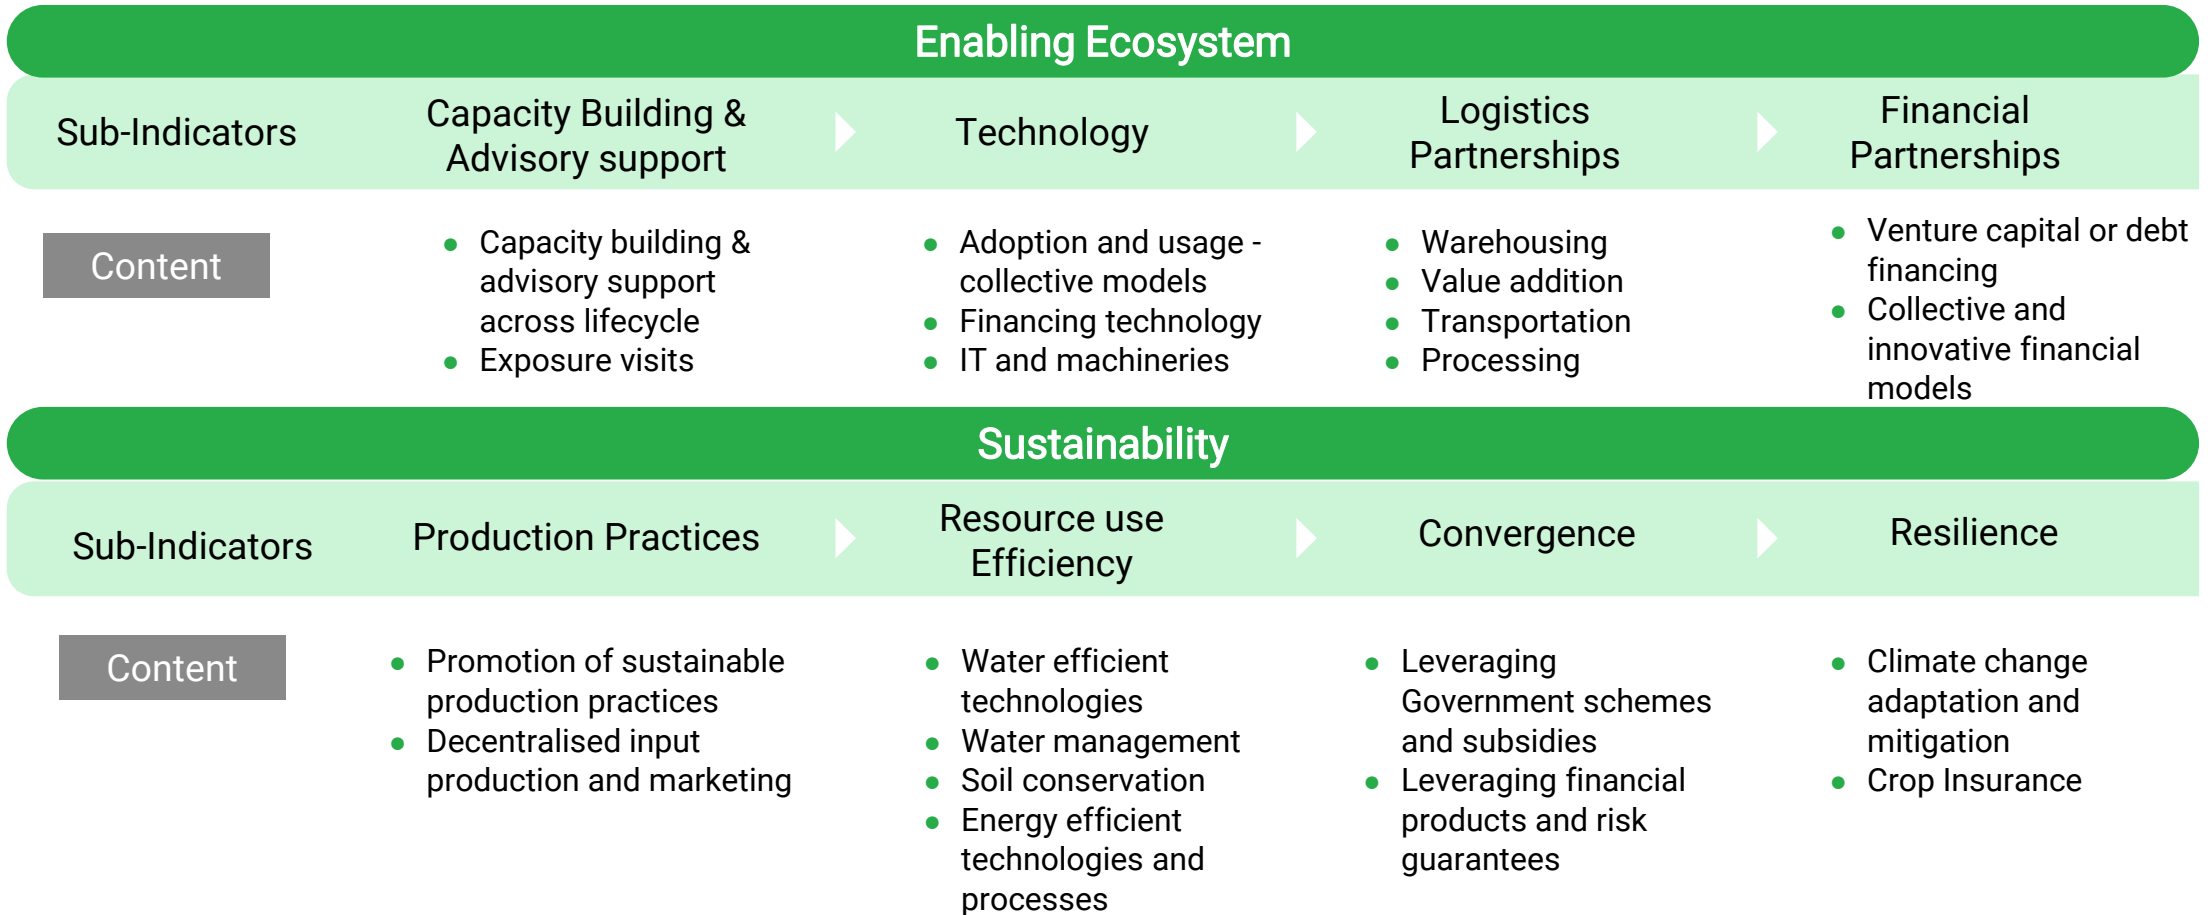 Enabling Ecosystem
Sub-Indicators
Capacity Building &
Advisory support
Technology
Logistics
Partnerships
Financial
Partnerships
Content
● Capacity building &
advisory support
across lifecycle
● Exposure visits
● Adoption and usage -
collective models
● Financing technology
● IT and machineries
● Warehousing
● Value addition
● Transportation
● Processing
● Venture capital or debt
financing
● Collective and
innovative financial
models
Sustainability
Sub-Indicators
Production Practices
Resource use
Efficiency
Convergence
Resilience
Content
● Promotion of sustainable
production practices
● Decentralised input
production and marketing
● Water efficient
technologies
● Water management
● Soil conservation
● Energy efficient
technologies and
processes
● Leveraging
Government schemes
and subsidies
● Leveraging financial
products and risk
guarantees
● Climate change
adaptation and
mitigation
● Crop Insurance